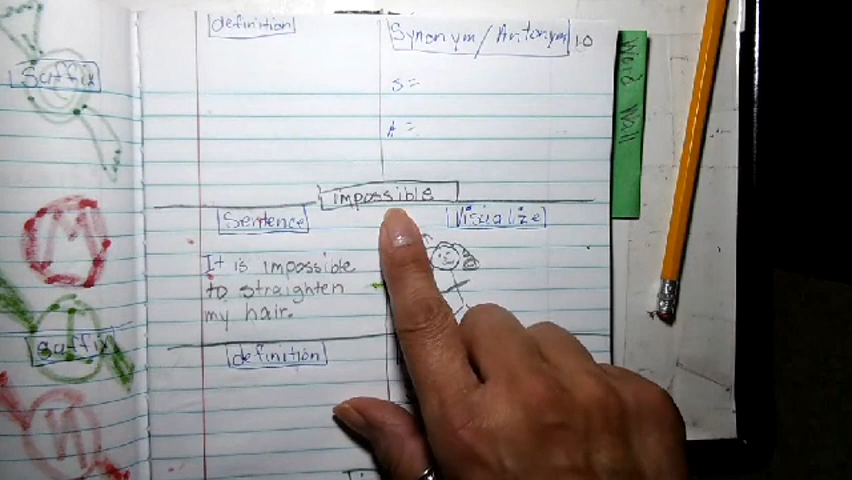 definition
Synonym/Antonym
10
S=
A=
Suffix
Word Wall
impossible
Sentence
Visualize
It is impossible
to straighten
my hair.
suffix
definition